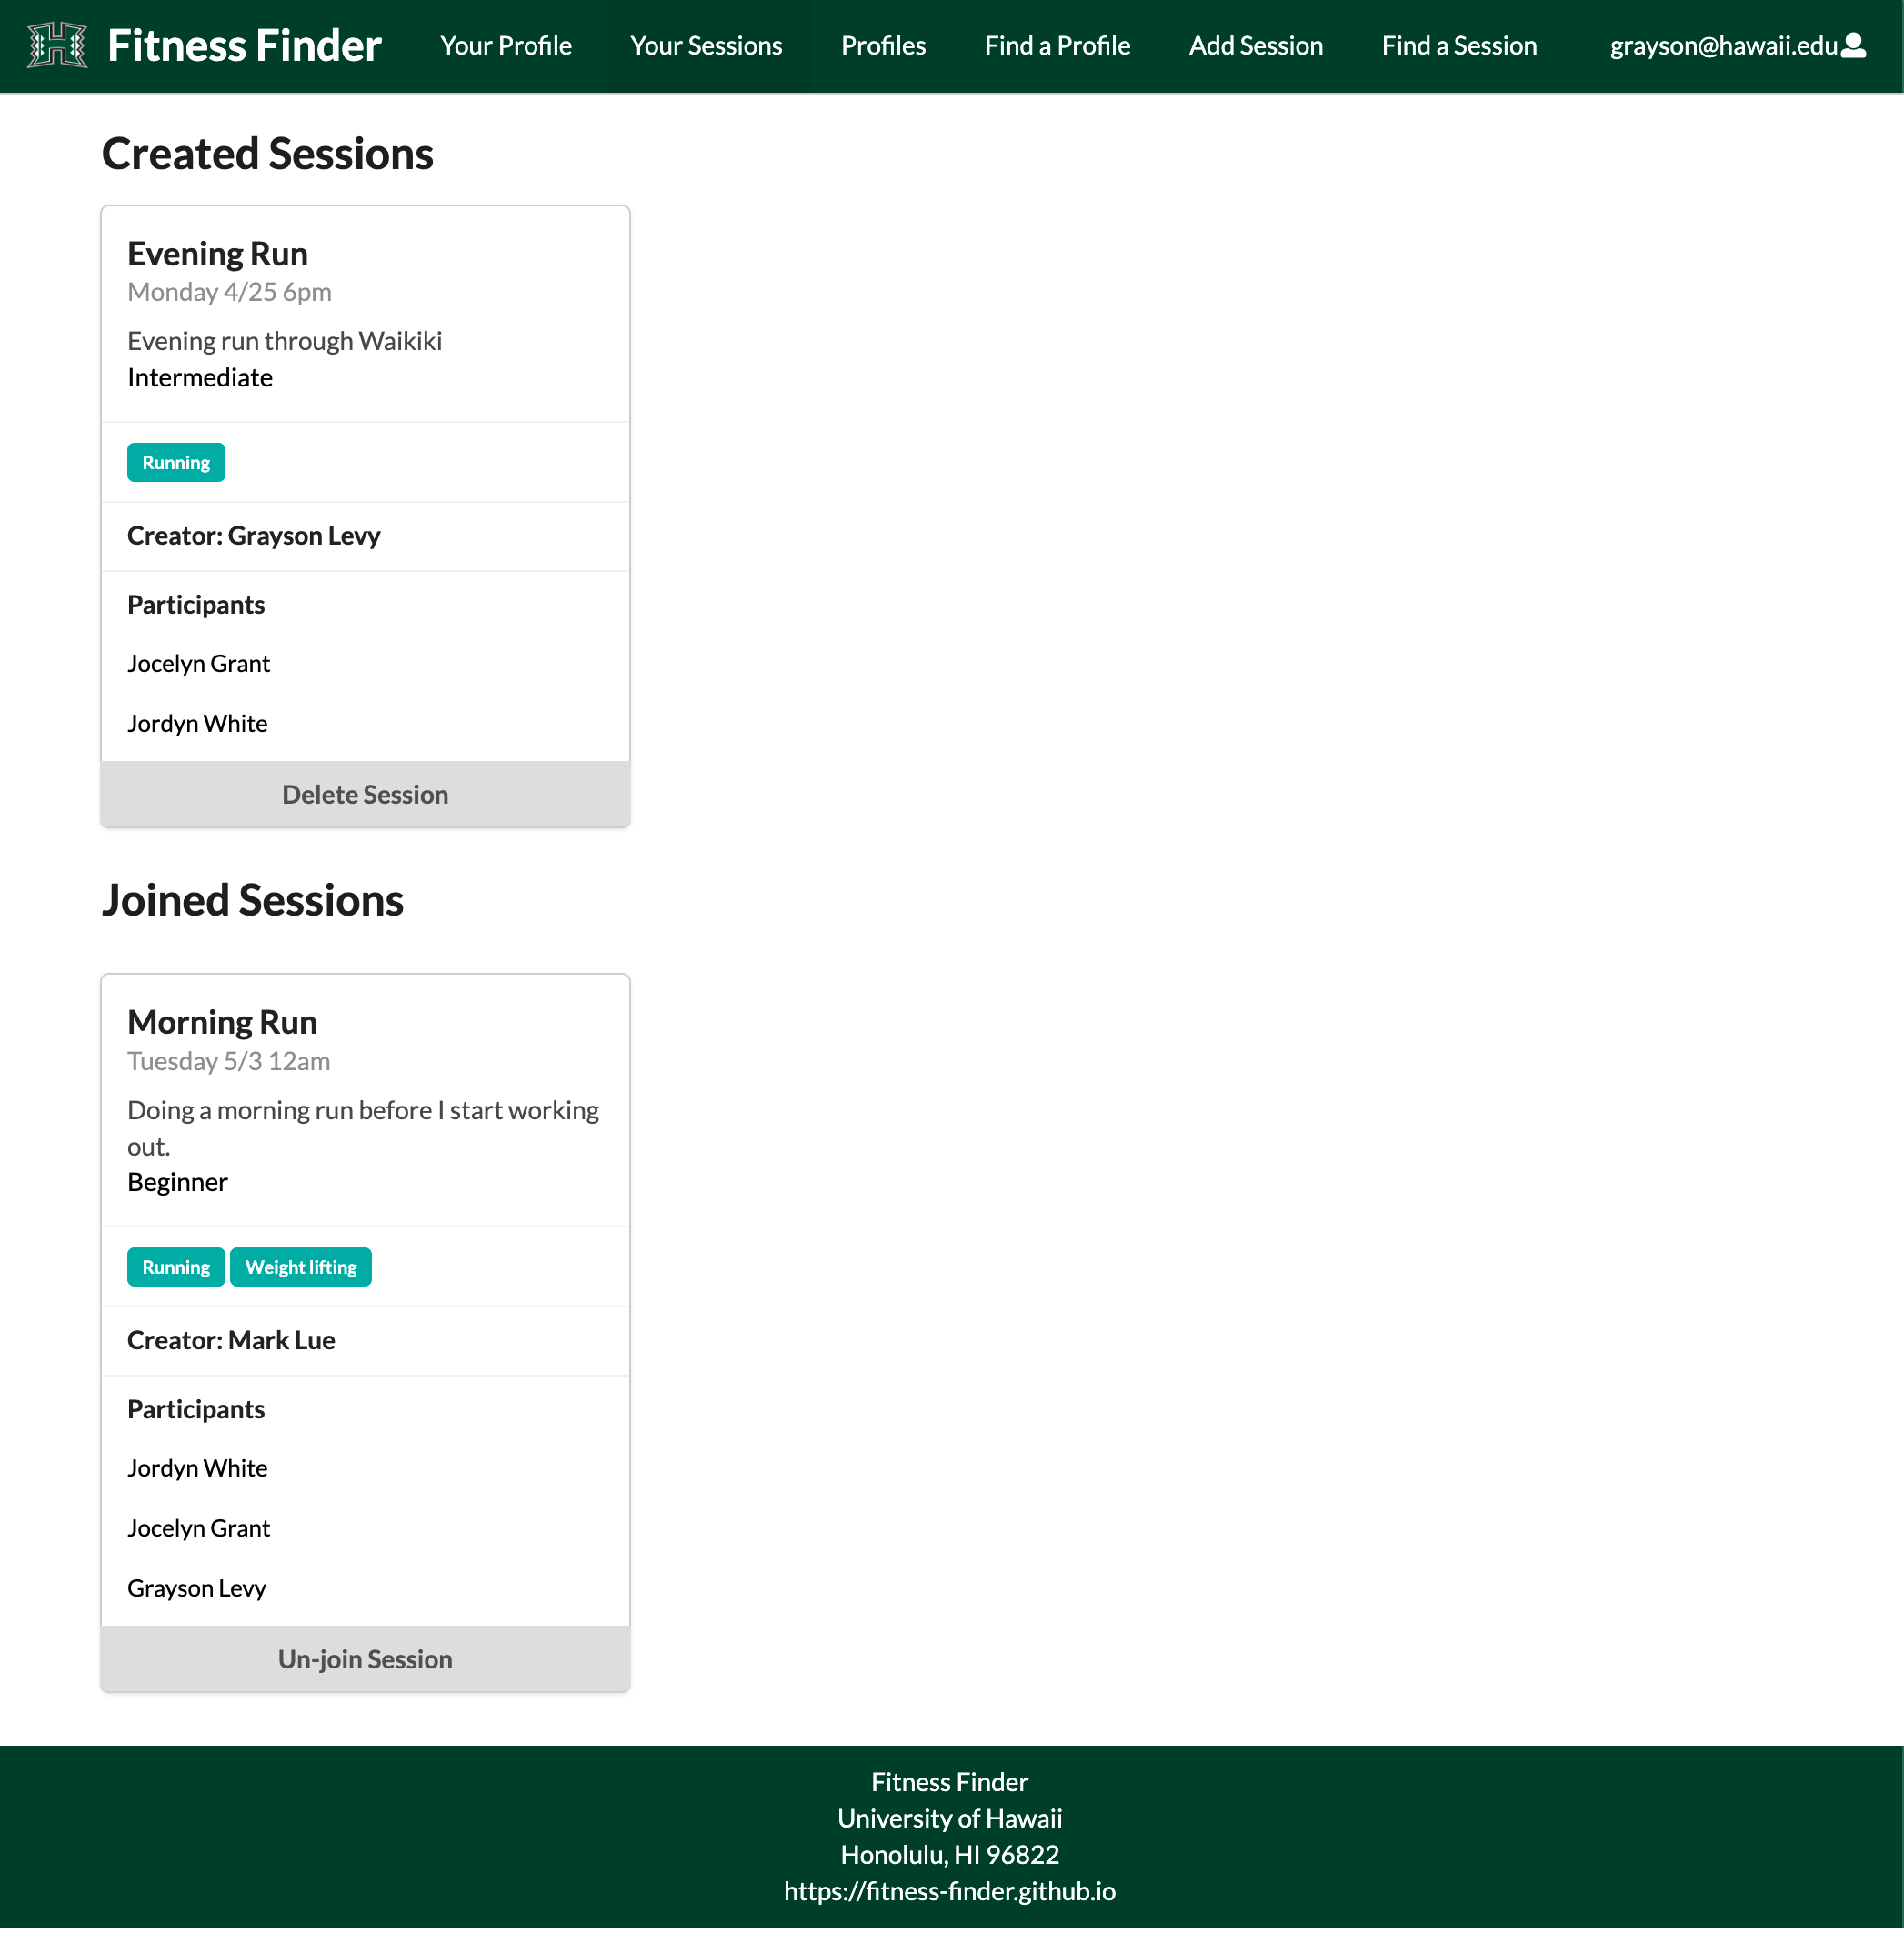 Fitness Finder Your Profile Your Sessions Profiles Find a Profile Add Session Find a Session grayson@hawaii.edu
Created Sessions
Evening Run
Monday 4/25 6pm
Evening run through Waikiki
Intermediate
Running
Creator: Grayson Levy
Participants
Jocelyn Grant
Jordyn White
Delete Session
Joined Sessions
Morning Run
Tuesday 5/3 12am
Doing a morning run before I start working
out.
Beginner
Running Weight lifting
Creator: Mark Lue
Participants
Jordyn White
Jocelyn Grant
Grayson Levy
Un-join Session
Fitness Finder
University of Hawaii
Honolulu, HI 96822
https://fitness-finder.github.io